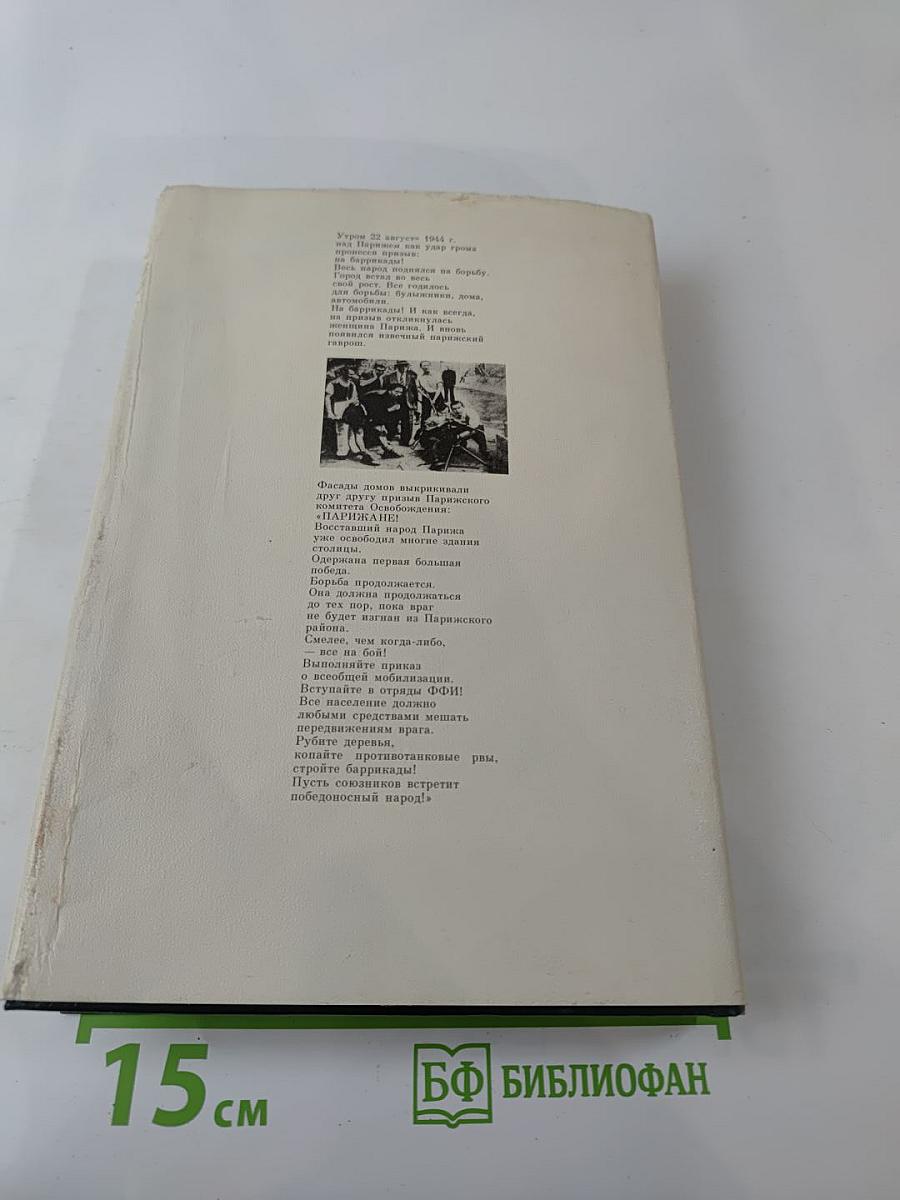 Утром 22 августа 1944 г.
над Парижем как удар грома
пронесся призыв:
на баррикады!
Весь народ поднялся на борьбу.
Город встал во весь
свой рост. Все годилось
для борьбы: булыжники, дома,
автомобили.
На баррикады! И как всегда,
на призыв откликнулась
женщина Парижа. И вновь
появился извечный парижский
гаврош.
Фасады домов выкрикивали
друг другу призыв Парижского
комитета Освобождения:
«ПАРИЖАНЕ!
Восставший народ Парижа
уже освободил многие здания
столицы.
Одержана первая большая
победа.
Борьба продолжается.
Она должна продолжаться
до тех пор, пока враг
не будет изгнан из Парижского
района.
Смелее, чем когда-либо,
— все на бой!
Выполняйте приказ
о всеобщей мобилизации.
Вступайте в отряды ФФИ!
Все население должно
любыми средствами мешать
передвижениям врага.
Рубите деревья,
копайте противотанковые рвы,
стройте баррикады!
Пусть союзников встретит
победоносный народ!»
15 см
БФ БИБЛИОФАН